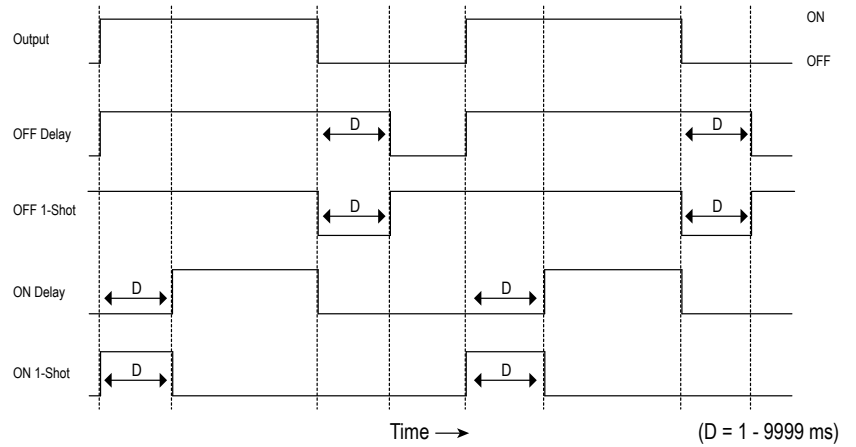 Output
ON
OFF
OFF Delay
D
D
OFF 1-Shot
D
D
ON Delay
D
D
ON 1-Shot
D
D
Time
(D = 1 - 9999 ms)